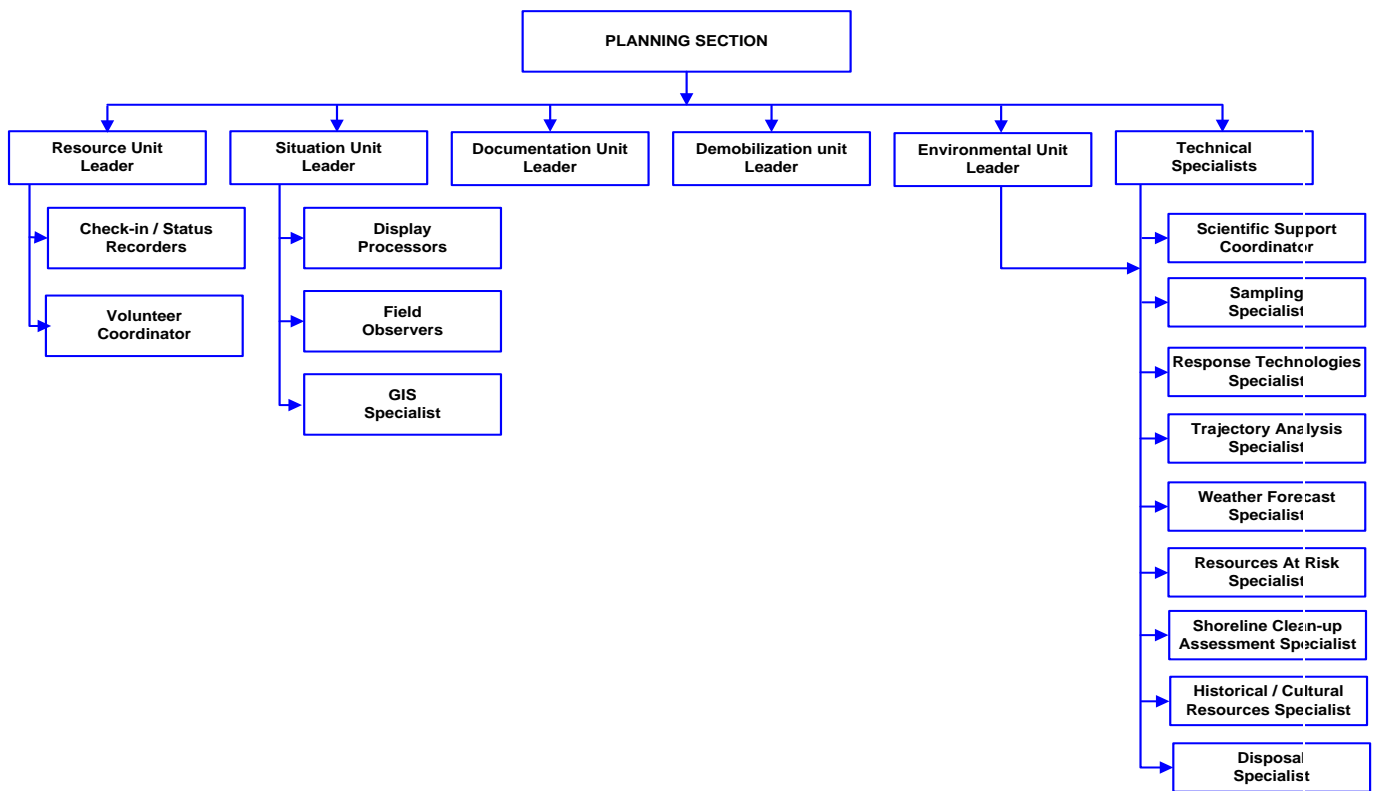 PLANNING SECTION
Resource Unit
Leader
Situation Unit
Leader
Documentation Unit
Leader
Demobilization unit
Leader
Environmental Unit
Leader
Technical
Specialists
Check-in / Status
Recorders
Volunteer
Coordinator
Display
Processors
Field
Observers
GIS
Specialist
Scientific Support
Coordinator
Sampling
Specialist
Response Technologies
Specialist
Trajectory Analysis
Specialist
Weather Forecast
Specialist
Resources At Risk
Specialist
Shoreline Clean-up
Assessment Specialist
Historical / Cultural
Resources Specialist
Disposal
Specialist